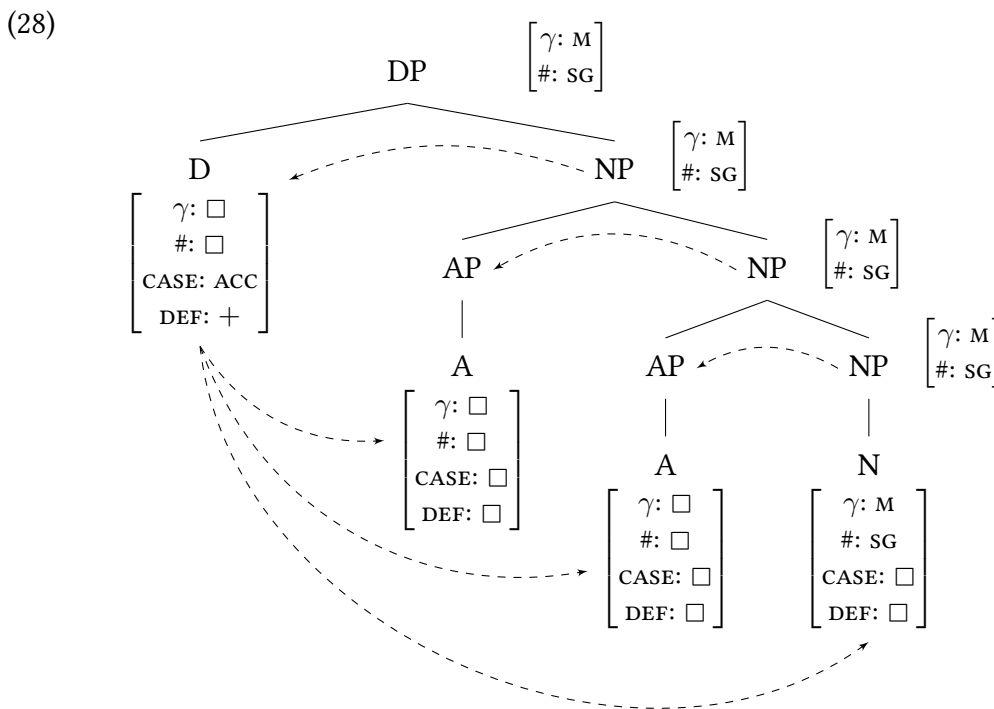 (28)
DP
[γ: M
#: SG]
D
[γ: □
#: □
CASE: ACC
DEF: +]
NP
[γ: M
#: SG]
AP
NP
[γ: M
#: SG]
A
[γ: □
#: □
CASE: □
DEF: □]
AP
NP
[γ: M
#: SG]
A
[γ: □
#: □
CASE: □
DEF: □]
N
[γ: M
#: SG
CASE: □
DEF: □]